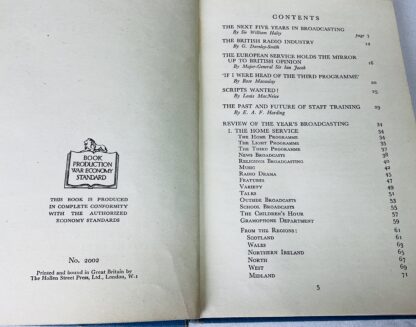 BOOK
PRODUCTION
WAR ECONOMY
STANDARD
THIS BOOK IS PRODUCED
IN COMPLETE CONFORMITY
WITH THE AUTHORIZED
ECONOMY STANDARDS
No. 2002
Printed and bound in Great Britain by
The Hollen Street Press, Ltd., London, W.1
CONTENTS
THE NEXT FIVE YEARS IN BROADCASTING
By Sir William Haley page 7
THE BRITISH RADIO INDUSTRY
By G. Darnley-Smith 12
THE EUROPEAN SERVICE HOLDS THE MIRROR
UP TO BRITISH OPINION 16
By Major-General Sir Ian Jacob
'IF I WERE HEAD OF THE THIRD PROGRAMME'
By Rose Macaulay 22
SCRIPTS WANTED! 25
By Louis MacNeice
THE PAST AND FUTURE OF STAFF TRAINING 29
By E. A. F. Harding
REVIEW OF THE YEAR'S BROADCASTING 34
1. THE HOME SERVICE 34
THE HOME PROGRAMME 34
THE LIGHT PROGRAMME 35
THE THIRD PROGRAMME 37
NEWS BROADCASTS 38
RELIGIOUS BROADCASTING 40
MUSIC 42
RADIO DRAMA 45
FEATURES 47
VARIETY 49
TALKS 51
OUTSIDE BROADCASTS 53
SCHOOL BROADCASTS 55
THE CHILDREN'S HOUR 57
GRAMOPHONE DEPARTMENT 59
FROM THE REGIONS: 61
SCOTLAND 61
WALES 63
NORTHERN IRELAND 65
NORTH 67
WEST 69
MIDLAND 71
5